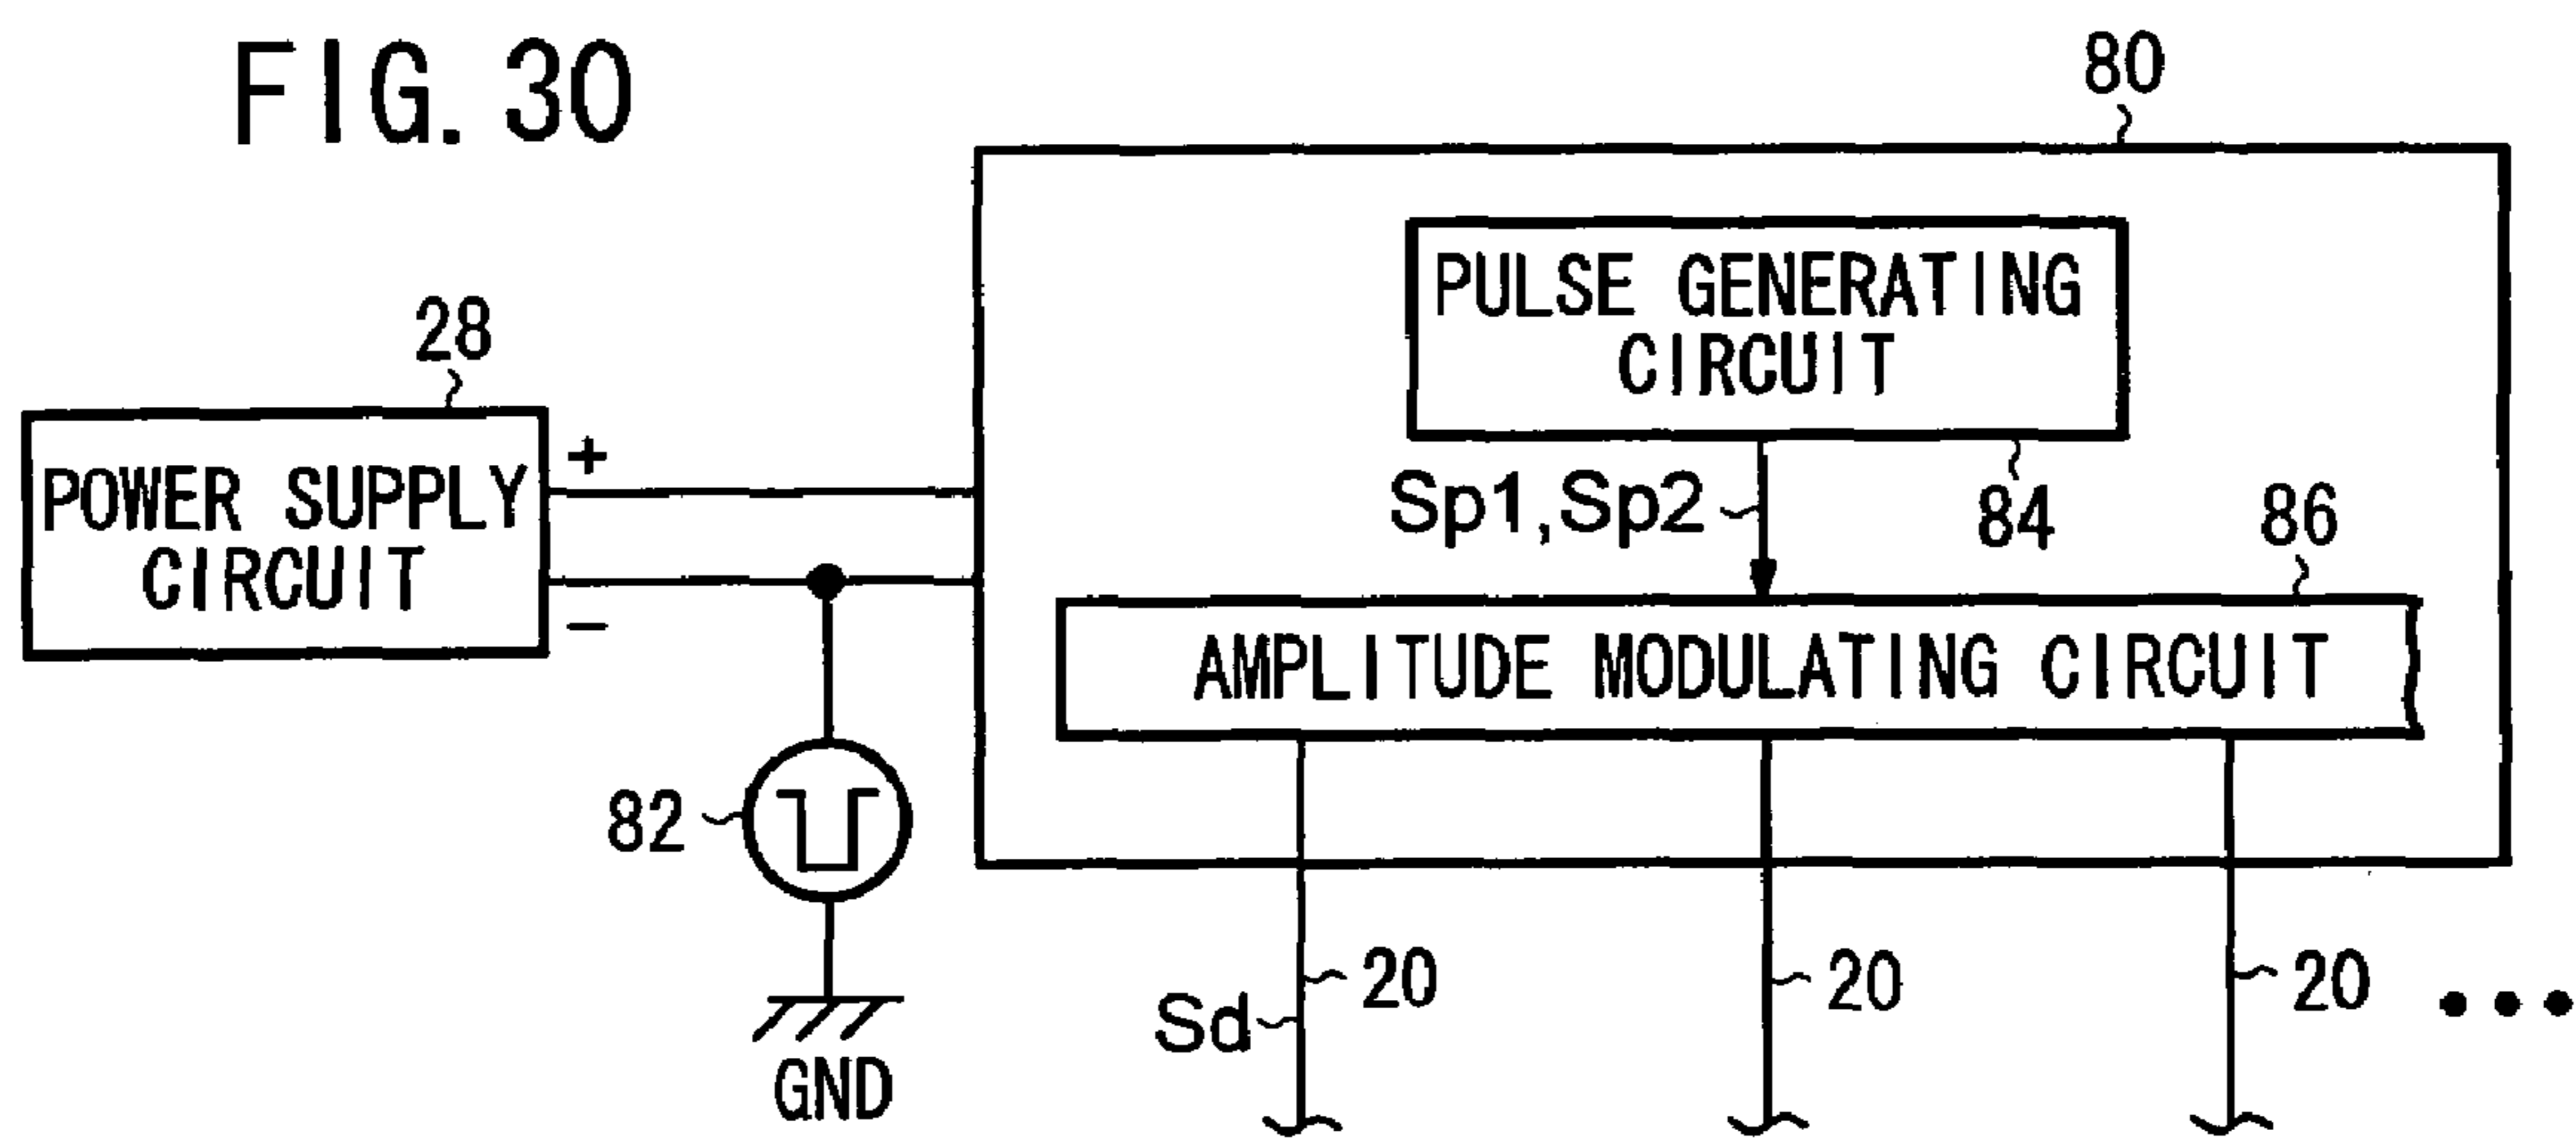 FIG. 30
80
PULSE GENERATING
CIRCUIT
28
+
POWER SUPPLY
CIRCUIT
−
Sp1,Sp2
84
86
AMPLITUDE MODULATING CIRCUIT
82
GND
20
20
20
•••
Sd